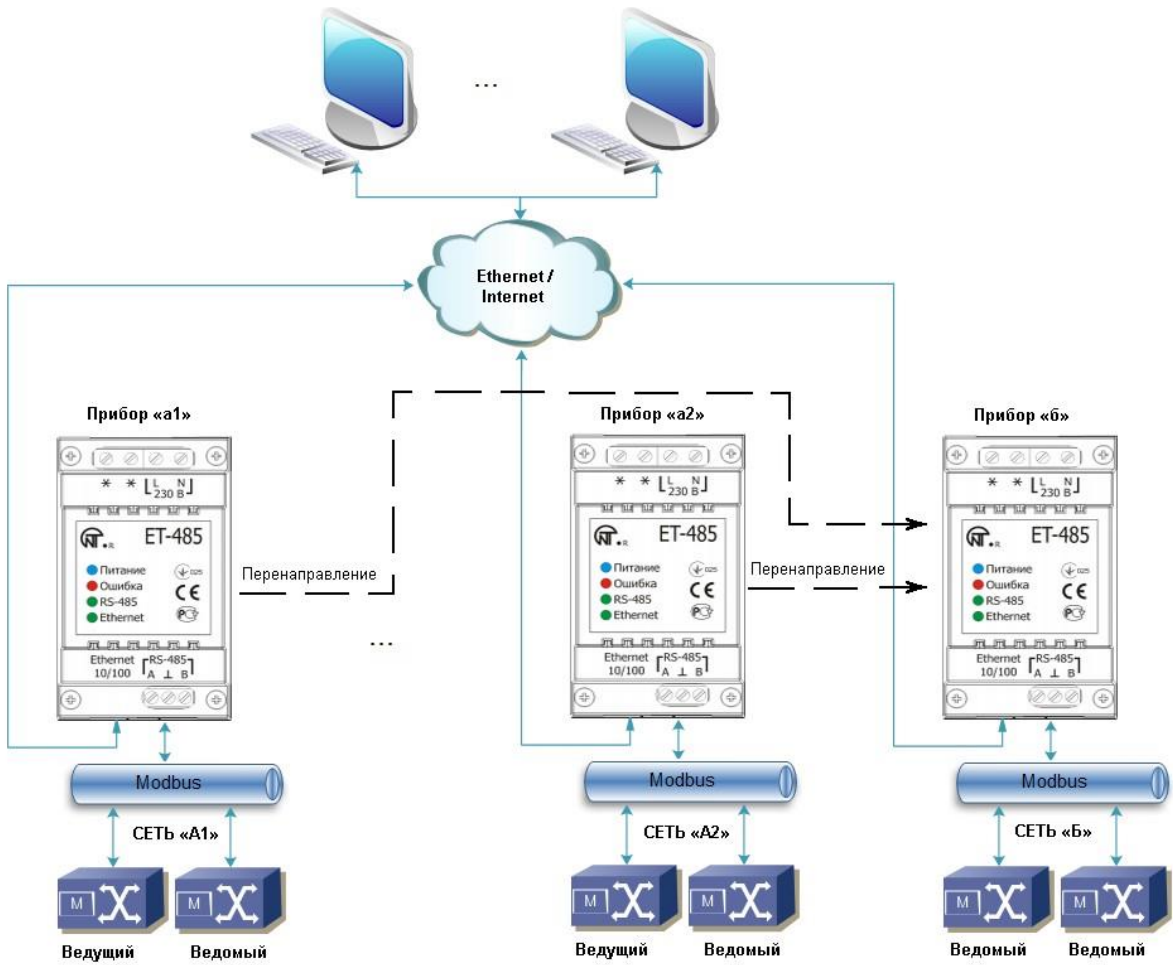 ...
Ethernet /
Internet
Прибор «а1»
Прибор «а2»
Прибор «б»
* * L N
230 В
ET-485
Питание
Ошибка
RS-485
Ethernet
025
CE
Ethernet
10/100
RS-485
A ⊥ B
* * L N
230 В
ET-485
Питание
Ошибка
RS-485
Ethernet
025
CE
Ethernet
10/100
RS-485
A ⊥ B
* * L N
230 В
ET-485
Питание
Ошибка
RS-485
Ethernet
025
CE
Ethernet
10/100
RS-485
A ⊥ B
Перенаправление
Перенаправление
...
Modbus
Modbus
Modbus
СЕТЬ «А1»
СЕТЬ «А2»
СЕТЬ «Б»
M
M
M
M
M
M
Ведущий
Ведомый
Ведущий
Ведомый
Ведомый
Ведомый